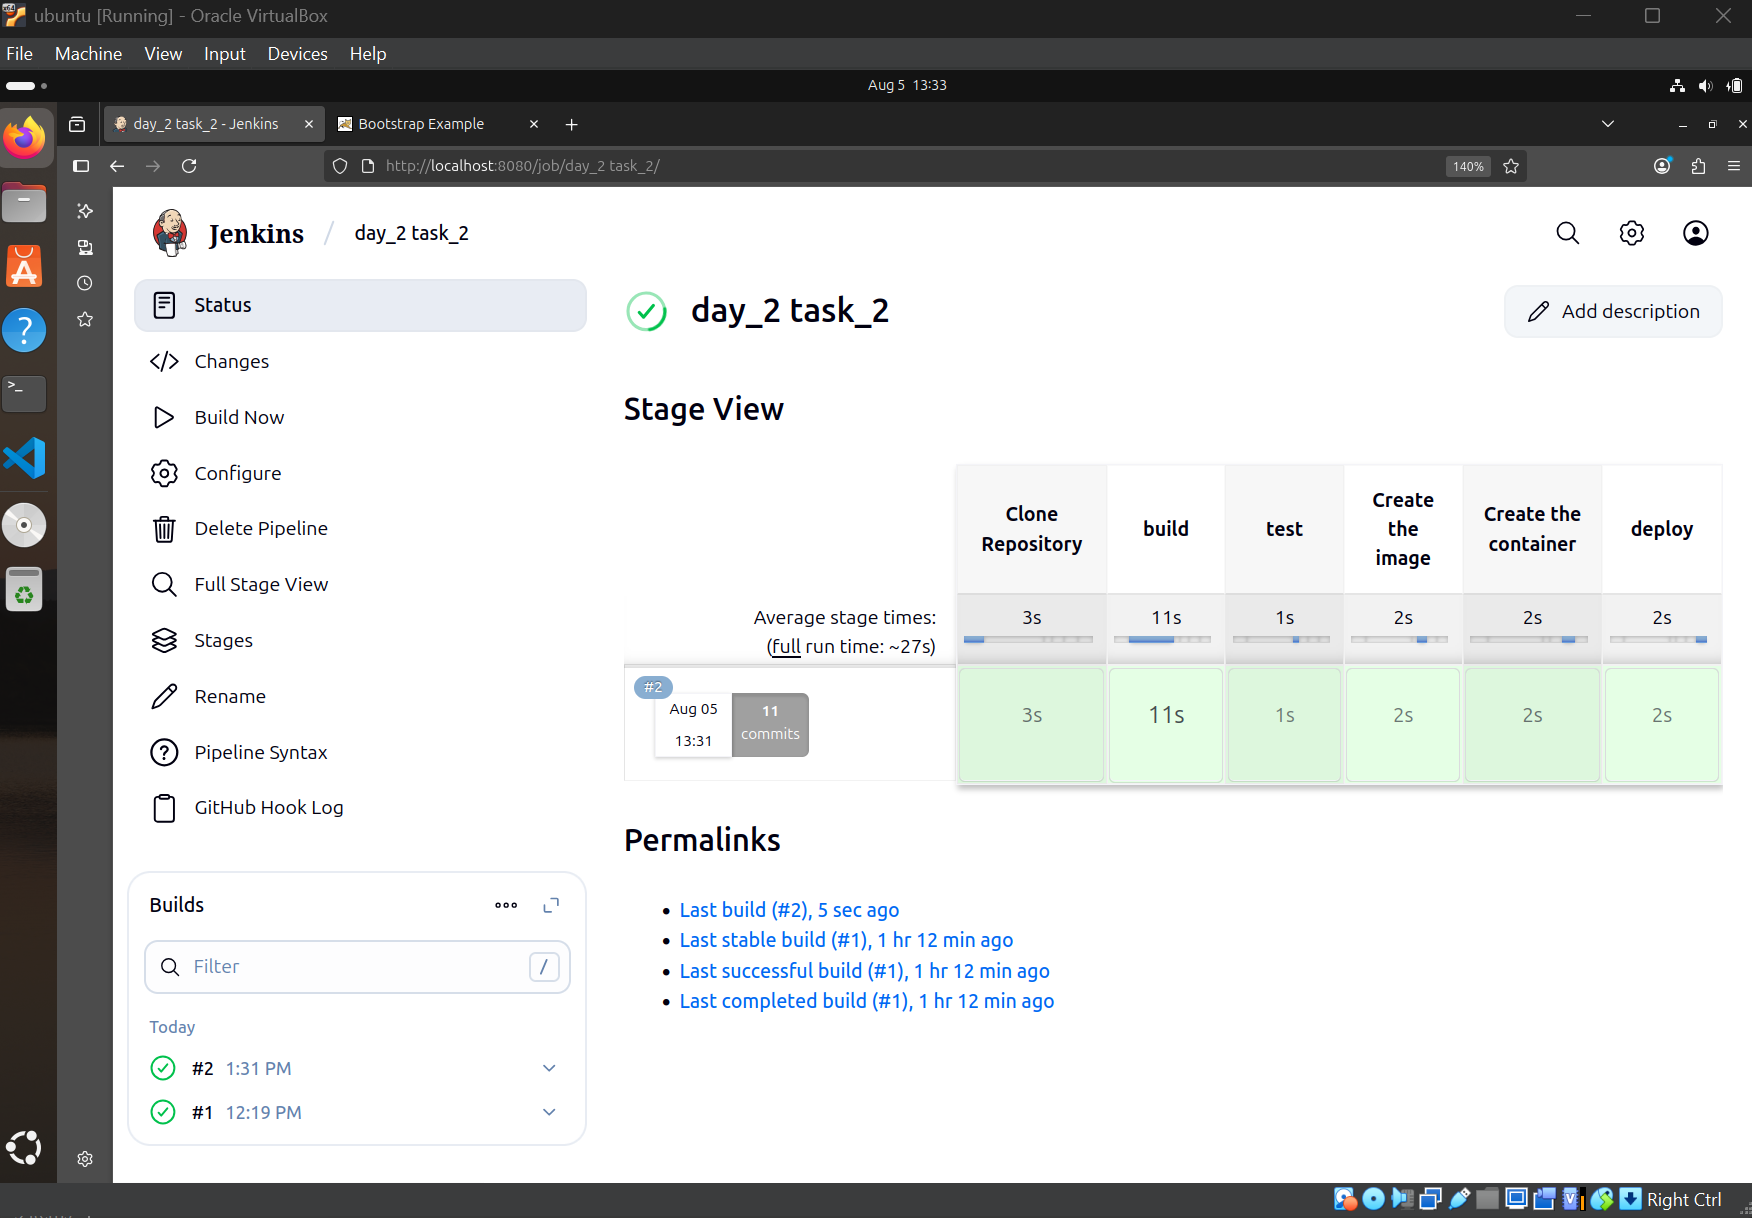 ubuntu [Running] - Oracle VirtualBox
File Machine View Input Devices Help
Aug 5 13:33
day_2 task_2 - Jenkins
Bootstrap Example
http://localhost:8080/job/day_2 task_2/
140%
Jenkins / day_2 task_2
Status
Changes
Build Now
Configure
Delete Pipeline
Full Stage View
Stages
Rename
Pipeline Syntax
GitHub Hook Log
Builds
Filter
/
Today
#2 1:31 PM
#1 12:19 PM
day_2 task_2
Add description
Stage View
Clone Repository
build
test
Create the image
Create the container
deploy
Average stage times:
(full run time: ~27s)
3s 11s 1s 2s 2s 2s
#2
Aug 05
13:31
11
commits
3s 11s 1s 2s 2s 2s
Permalinks
Last build (#2), 5 sec ago
Last stable build (#1), 1 hr 12 min ago
Last successful build (#1), 1 hr 12 min ago
Last completed build (#1), 1 hr 12 min ago
Right Ctrl